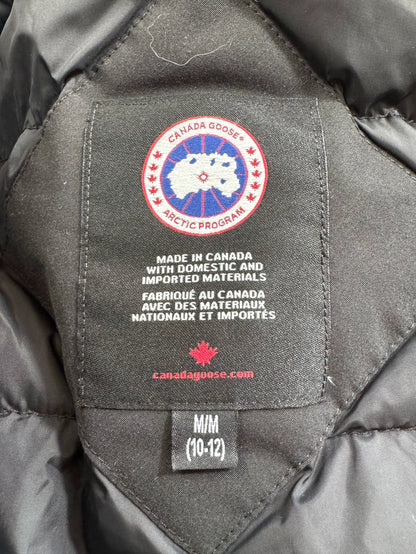 CANADA GOOSE®
ARCTIC PROGRAM
MADE IN CANADA
WITH DOMESTIC AND
IMPORTED MATERIALS
FABRIQUÉ AU CANADA
AVEC DES MATERIAUX
NATIONAUX ET IMPORTÉS
canadagoose.com
M/M
(10-12)